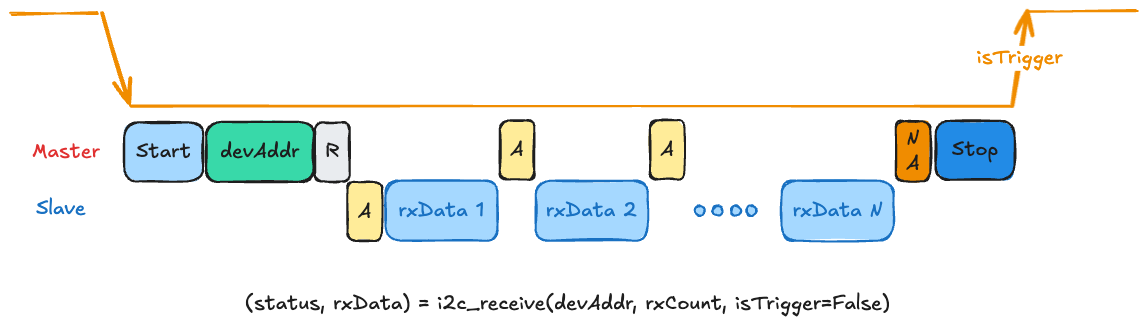 isTrigger
Master Start devAddr R A A N A Stop
Slave A rxData 1 rxData 2 rxData N
(status, rxData) = i2c_receive(devAddr, rxCount, isTrigger=False)